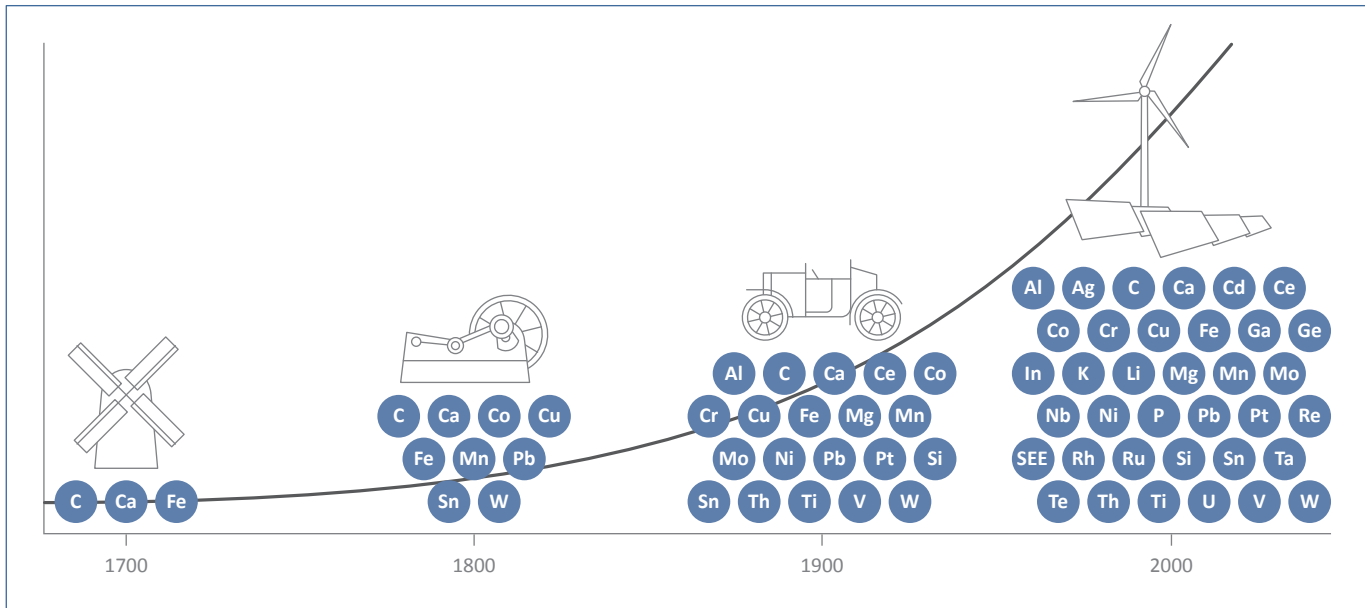 Al Ag C Ca Cd Ce
Co Cr Cu Fe Ga Ge
Al C Ca Ce Co
In K Li Mg Mn Mo
C Ca Co Cu
Cr Cu Fe Mg Mn
Nb Ni P Pb Pt Re
Fe Mn Pb
Mo Ni Pb Pt Si
SEE Rh Ru Si Sn Ta
C Ca Fe
Sn W
Sn Th Ti V W
Te Th Ti U V W
1700 1800 1900 2000